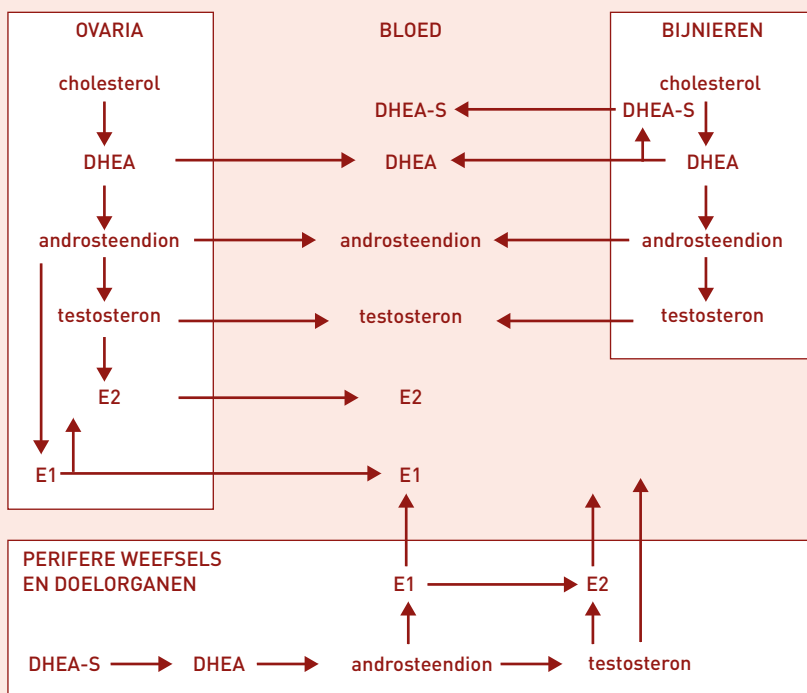 OVARIA BLOED BIJNIEREN
cholesterol cholesterol
DHEA-S DHEA-S
DHEA DHEA DHEA
androsteendion androsteendion androsteendion
testosteron testosteron testosteron
E2 E2
E1 E1
PERIFERE WEEFSELS
EN DOELORGANEN
E1 E2
DHEA-S DHEA androsteendion testosteron